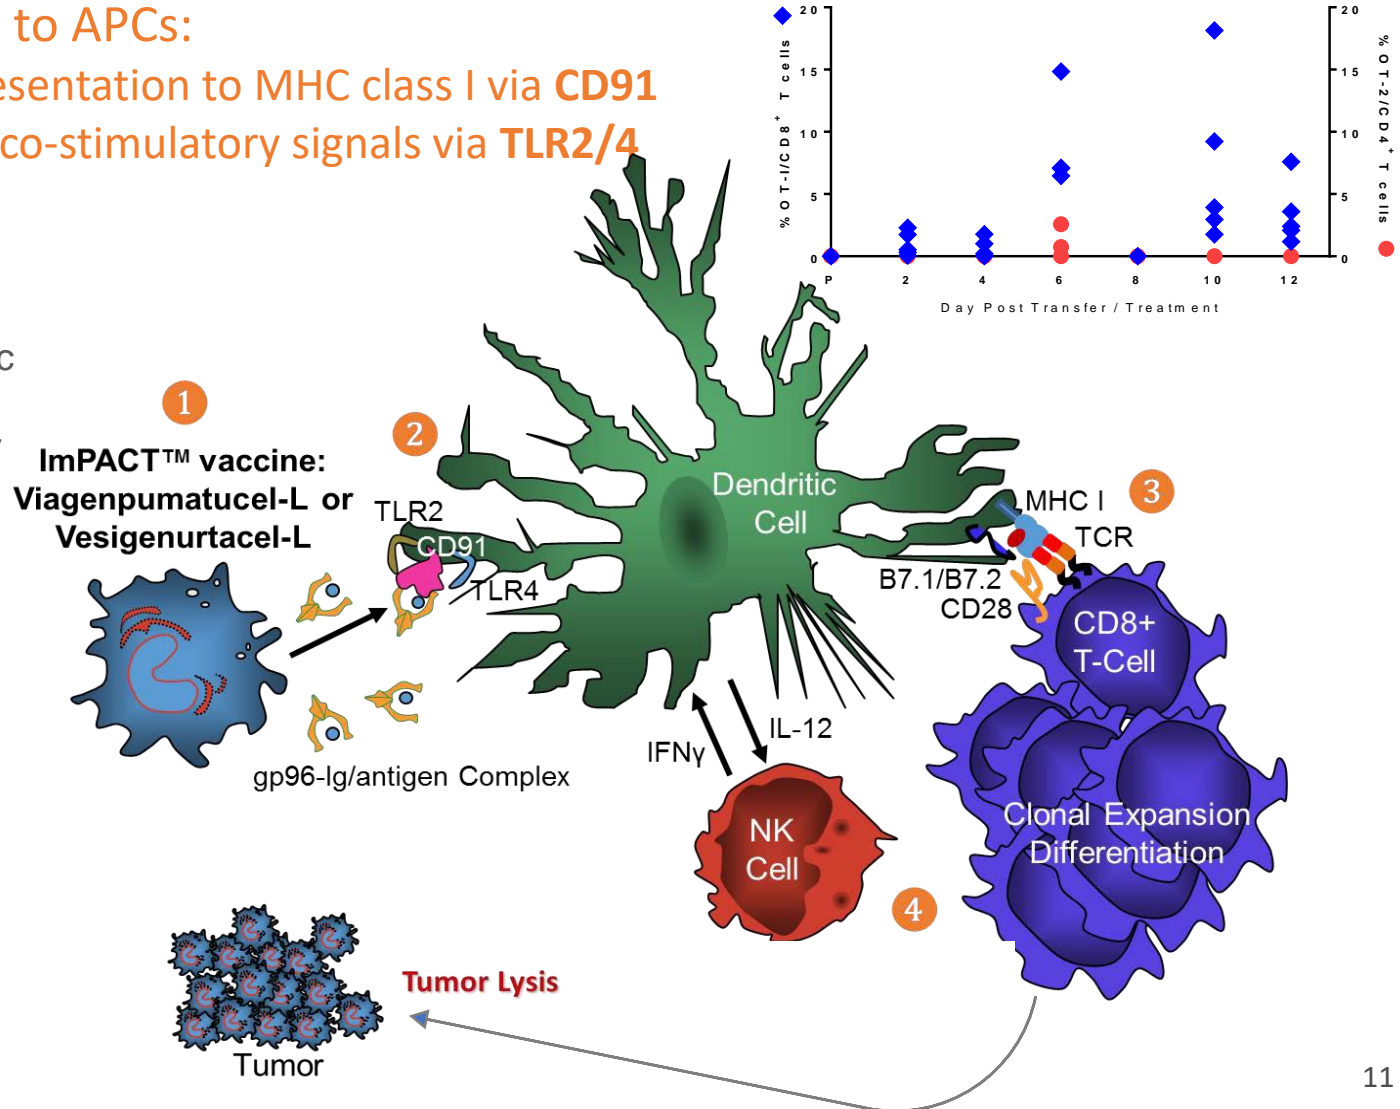 to APCs:
esentation to MHC class I via CD91
co-stimulatory signals via TLR2/4
% OT-I/CD8+ T cells
20
15
10
5
0
20
15
10
5
0
% OT-2/CD4+ T cells
P 2 4 6 8 10 12
Day Post Transfer / Treatment
c
1
ImPACT™ vaccine:
Viagenpumatucel-L or
Vesigenurtacel-L
2
TLR2
CD91
TLR4
gp96-Ig/antigen Complex
Dendritic
Cell
MHC I
3
TCR
B7.1/B7.2
CD28
CD8+
T-Cell
IL-12
IFNγ
NK
Cell
Clonal Expansion
Differentiation
4
Tumor Lysis
Tumor
11